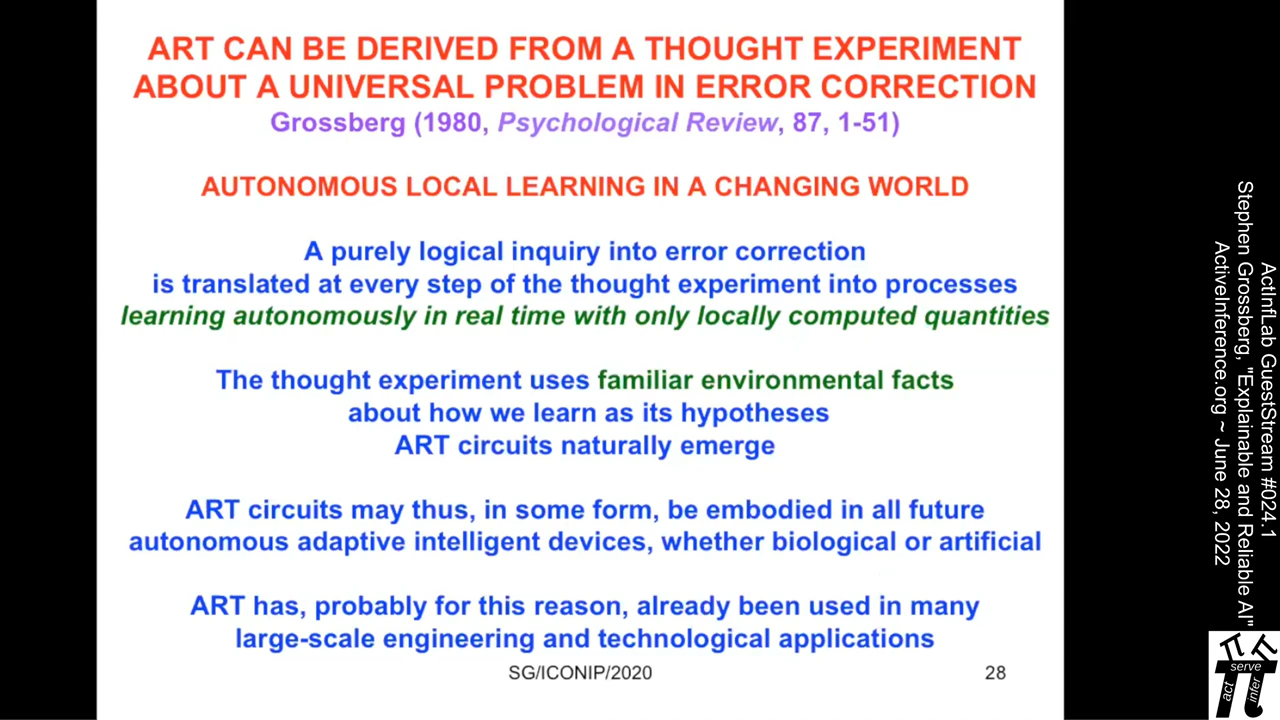 ART CAN BE DERIVED FROM A THOUGHT EXPERIMENT
ABOUT A UNIVERSAL PROBLEM IN ERROR CORRECTION
Grossberg (1980, Psychological Review, 87, 1-51)
AUTONOMOUS LOCAL LEARNING IN A CHANGING WORLD
A purely logical inquiry into error correction
is translated at every step of the thought experiment into processes
learning autonomously in real time with only locally computed quantities
The thought experiment uses familiar environmental facts
about how we learn as its hypotheses
ART circuits naturally emerge
ART circuits may thus, in some form, be embodied in all future
autonomous adaptive intelligent devices, whether biological or artificial
ART has, probably for this reason, already been used in many
large-scale engineering and technological applications
SG/ICONIP/2020
28
ActInfLab GuestStream #024.1
Stephen Grossberg, "Explainable and Reliable AI"
ActiveInference.org ~ June 28, 2022
serve
act
infer